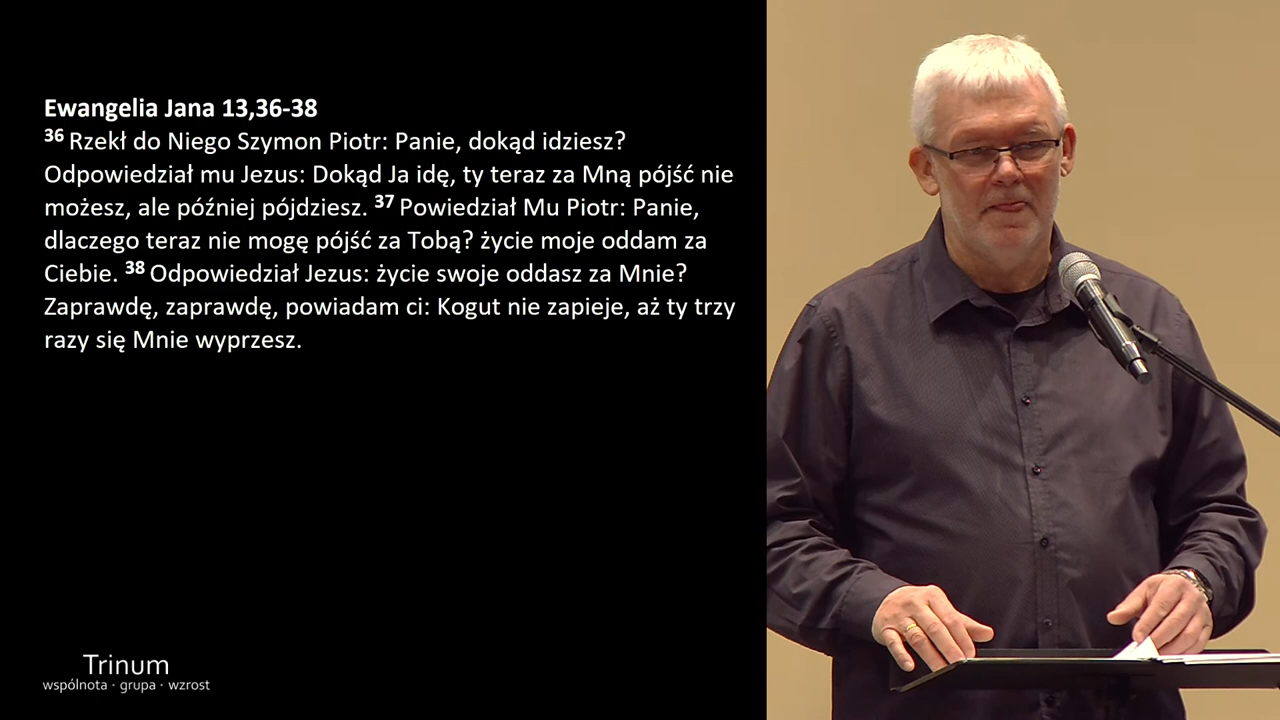 Ewangelia Jana 13,36-38
36 Rzekł do Niego Szymon Piotr: Panie, dokąd idziesz?
Odpowiedział mu Jezus: Dokąd Ja idę, ty teraz za Mną pójść nie
możesz, ale później pójdziesz. 37 Powiedział Mu Piotr: Panie,
dlaczego teraz nie mogę pójść za Tobą? życie moje oddam za
Ciebie. 38 Odpowiedział Jezus: życie swoje oddasz za Mnie?
Zaprawdę, zaprawdę, powiadam ci: Kogut nie zapieje, aż ty trzy
razy się Mnie wyprzesz.
Trinum
wspólnota · grupa · wzrost